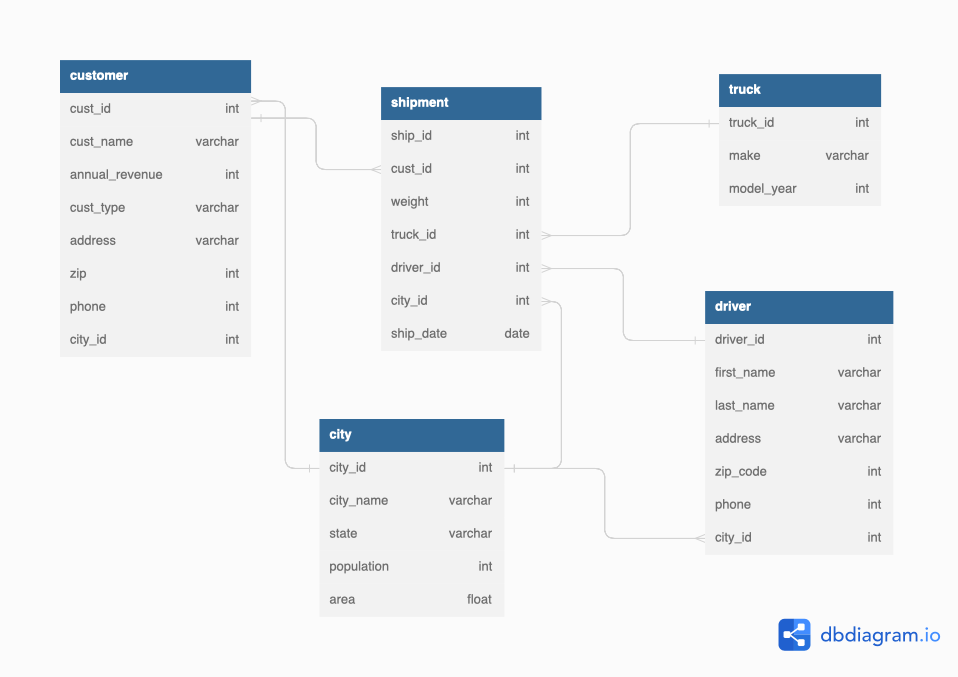 customer
cust_id int
cust_name varchar
annual_revenue int
cust_type varchar
address varchar
zip int
phone int
city_id int
shipment
ship_id int
cust_id int
weight int
truck_id int
driver_id int
city_id int
ship_date date
truck
truck_id int
make varchar
model_year int
driver
driver_id int
first_name varchar
last_name varchar
address varchar
zip_code int
phone int
city_id int
city
city_id int
city_name varchar
state varchar
population int
area float
dbdiagram.io